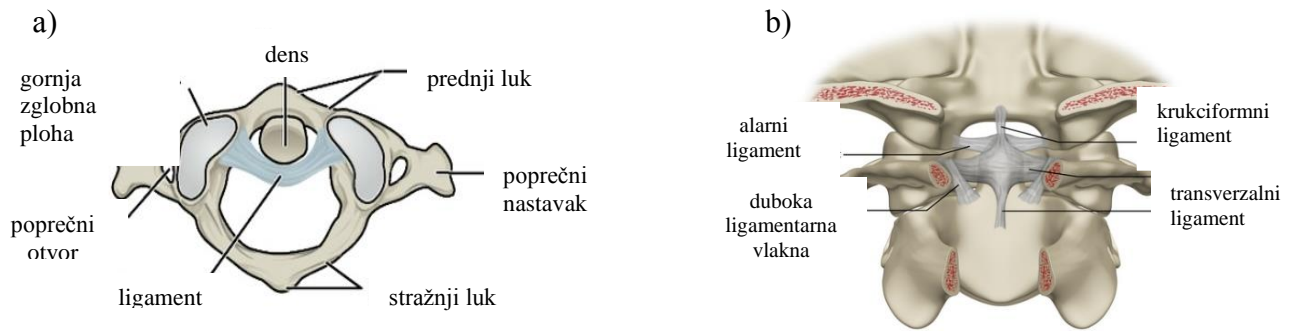 a)
dens
prednji luk
gornja
zglobna
ploha
poprečni
nastavak
poprečni
otvor
ligament
stražnji luk
b)
alarni
ligament
krukciformni
ligament
duboka
ligamentarna
vlakna
transverzalni
ligament